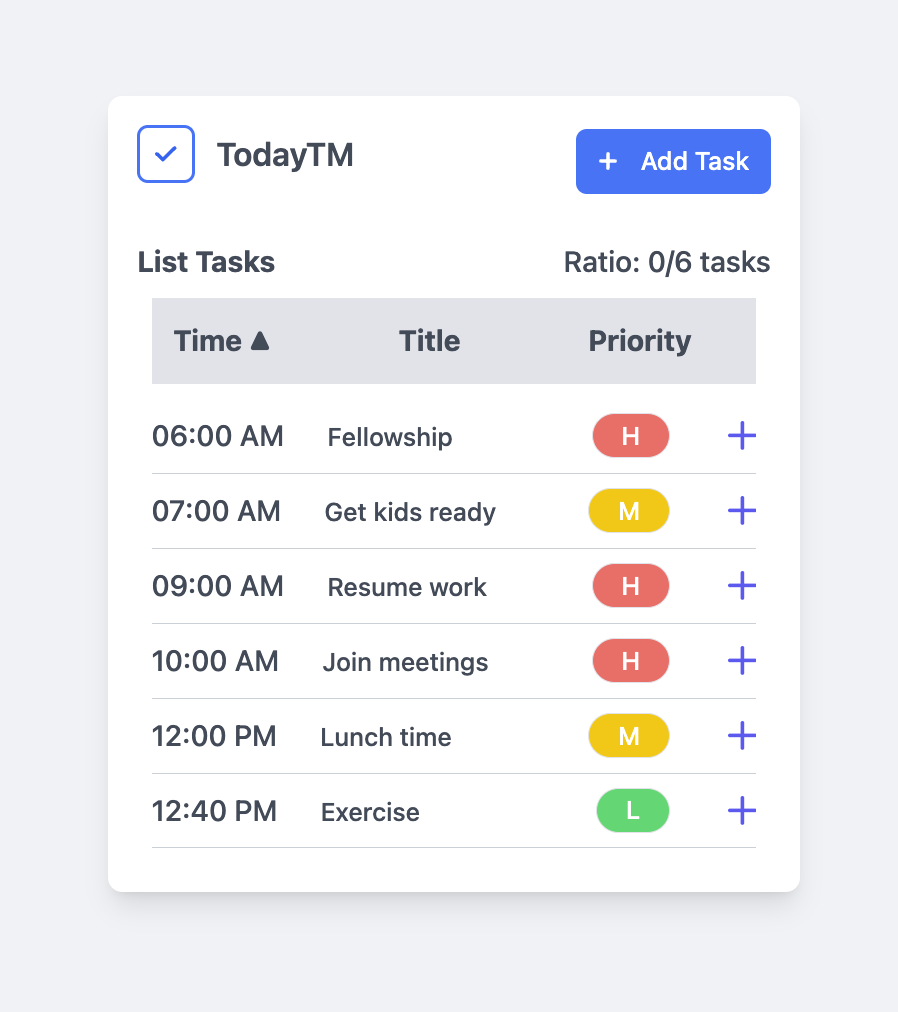 TodayTM
+ Add Task
List Tasks
Ratio: 0/6 tasks
Time ▲ Title Priority
06:00 AM Fellowship H +
07:00 AM Get kids ready M +
09:00 AM Resume work H +
10:00 AM Join meetings H +
12:00 PM Lunch time M +
12:40 PM Exercise L +